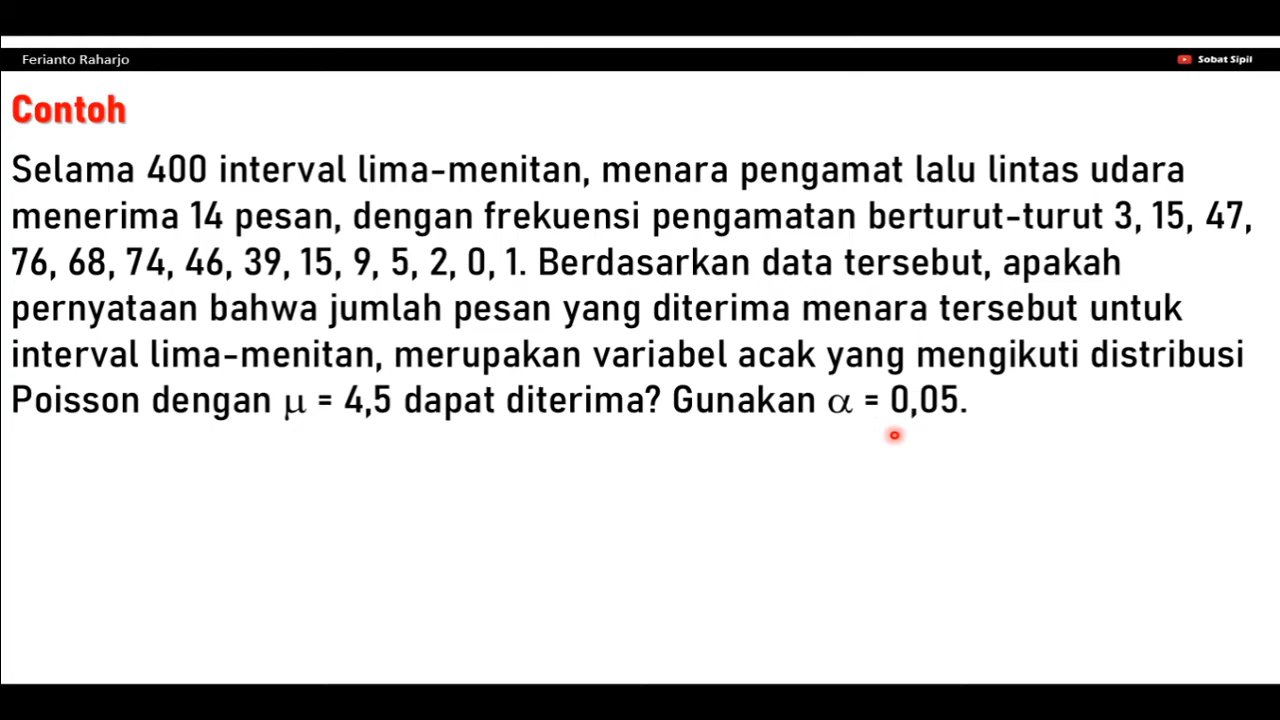 Ferianto Raharjo
Sobat Sipil
Contoh
Selama 400 interval lima-menitan, menara pengamat lalu lintas udara
menerima 14 pesan, dengan frekuensi pengamatan berturut-turut 3, 15, 47,
76, 68, 74, 46, 39, 15, 9, 5, 2, 0, 1. Berdasarkan data tersebut, apakah
pernyataan bahwa jumlah pesan yang diterima menara tersebut untuk
interval lima-menitan, merupakan variabel acak yang mengikuti distribusi
Poisson dengan μ = 4,5 dapat diterima? Gunakan α = 0,05.